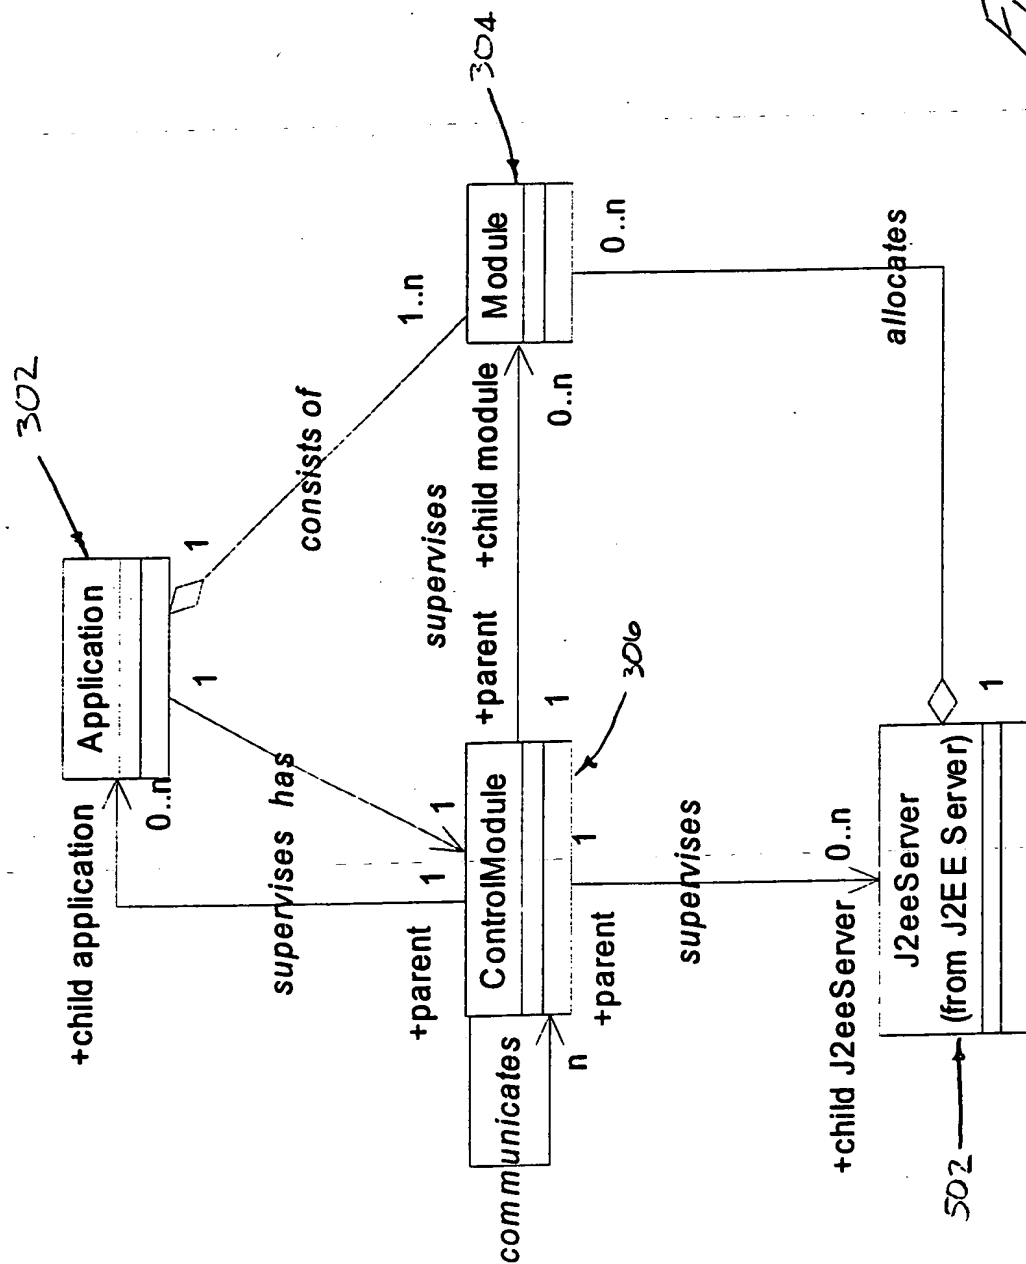 302
Application
+child application
0..n
1
1
supervises
has
consists of
304
+parent
1
1
1..n
communicates
n
ControlModule
supervises
+parent
+child module
Module
1
0..n
306
+parent
1
0..n
supervises
+child J2eeServer
0..n
allocates
J2eeServer
(from J2EE Server)
1
502